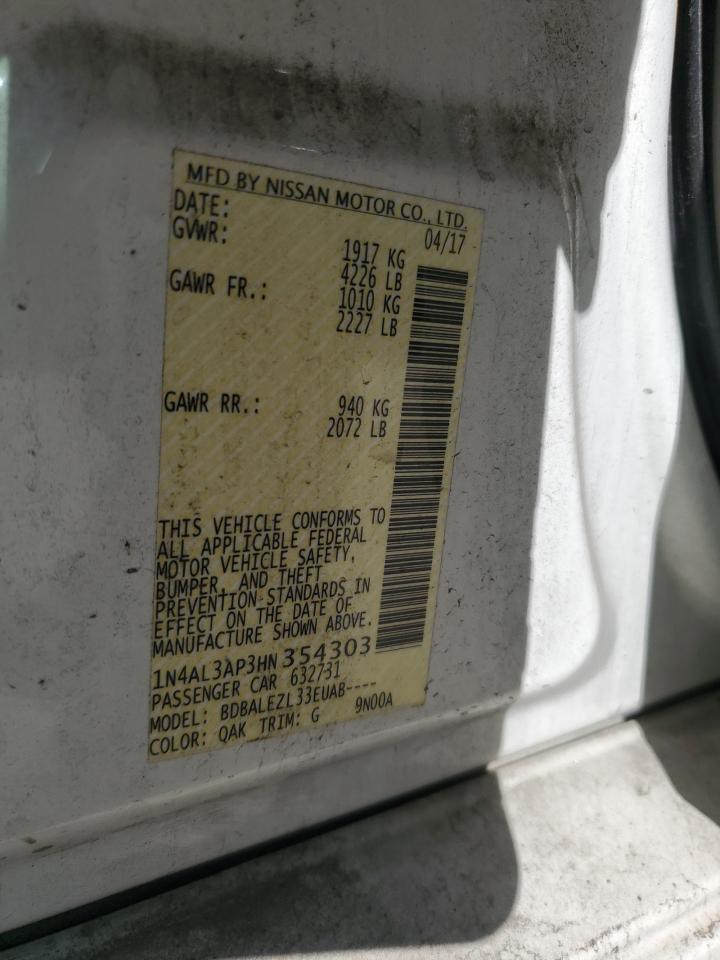 MFD BY NISSAN MOTOR CO., LTD.
DATE: 04/17
GVWR: 1917 KG
4226 LB
GAWR FR.: 1010 KG
2227 LB
GAWR RR.: 940 KG
2072 LB
THIS VEHICLE CONFORMS TO
ALL APPLICABLE FEDERAL
MOTOR VEHICLE SAFETY,
BUMPER, AND THEFT
PREVENTION STANDARDS IN
EFFECT ON THE DATE OF
MANUFACTURE SHOWN ABOVE.
1N4AL3AP3HN354303
PASSENGER CAR 632731
MODEL: BDBALEZL33EUAB----
COLOR: QAK TRIM: G 9N00A